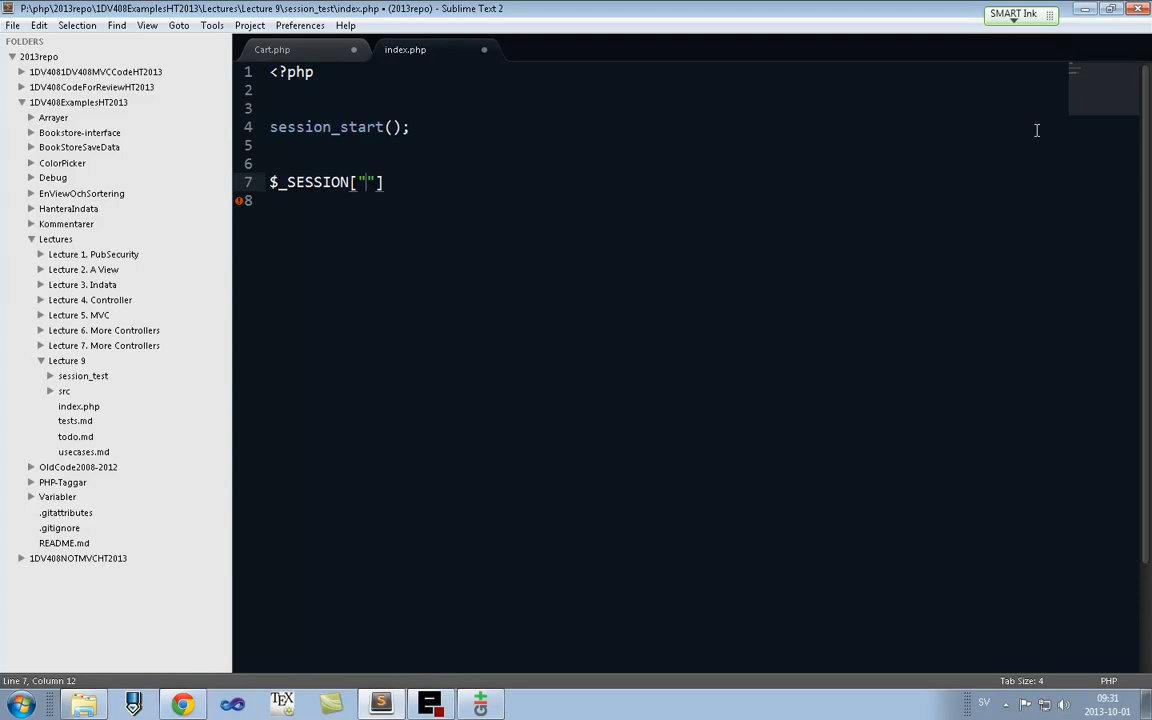 P:\php\2013repo\1DV408ExamplesHT2013\Lectures\Lecture 9\session_test\index.php • (2013repo) - Sublime Text 2
SMART Ink
File Edit Selection Find View Goto Tools Project Preferences Help
FOLDERS
2013repo
1DV4081DV408MVCCodeHT2013
1DV408CodeForReviewHT2013
1DV408ExamplesHT2013
Arrayer
Bookstore-interface
BookStoreSaveData
ColorPicker
Debug
EnViewOchSortering
HanteraIndata
Kommentarer
Lectures
Lecture 1. PubSecurity
Lecture 2. A View
Lecture 3. Indata
Lecture 4. Controller
Lecture 5. MVC
Lecture 6. More Controllers
Lecture 7. More Controllers
Lecture 9
session_test
src
index.php
tests.md
todo.md
usecases.md
OldCode2008-2012
PHP-Taggar
Variabler
.gitattributes
.gitignore
README.md
1DV408NOTMVCHT2013
Cart.php index.php
1 <?php
2
3
4 session_start();
5
6
7 $_SESSION[""]
8
Line 7, Column 12 Tab Size: 4 PHP
TEX
SV
09:31
2013-10-01